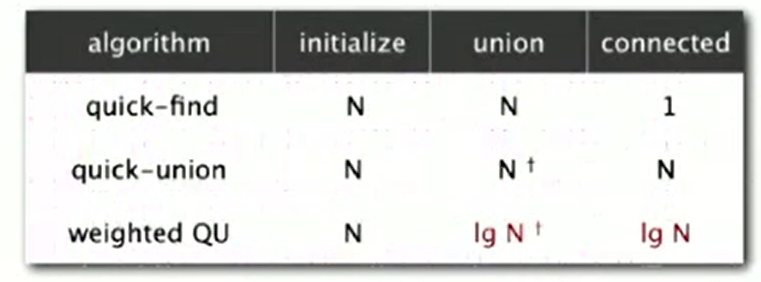 algorithm initialize union connected
quick-find N N 1
quick-union N N † N
weighted QU N lg N † lg N